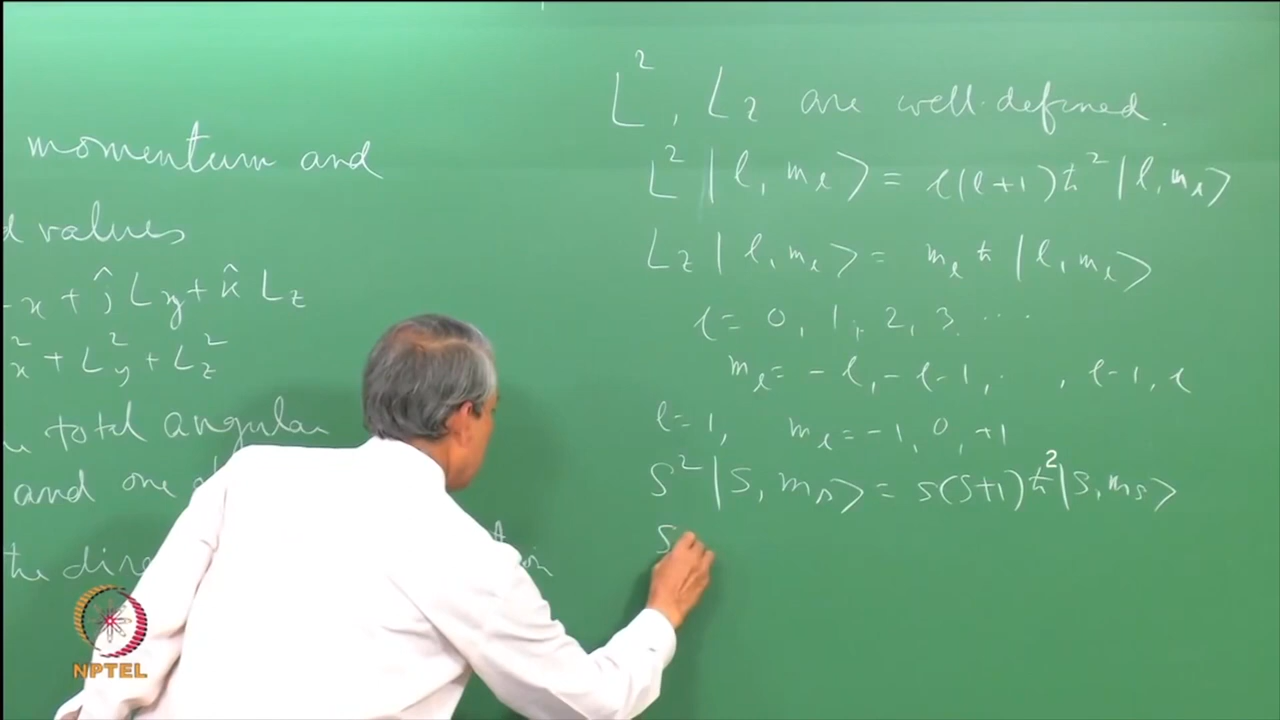 momentum and
values
x + ĵ Ly + k̂ Lz
x² + Ly² + Lz²
total angular
and one
the
L², Lz are well-defined.
L² |l, mₗ> = l(l+1)ħ² |l, mₗ>
Lz |l, mₗ> = mₗ ħ |l, mₗ>
l = 0, 1, 2, 3 ...
mₗ = -l, -l-1, . . , l-1, l
l = 1, mₗ = -1, 0, +1
S² |S, mₛ> = s(s+1)ħ² |s, mₛ>
S
NPTEL